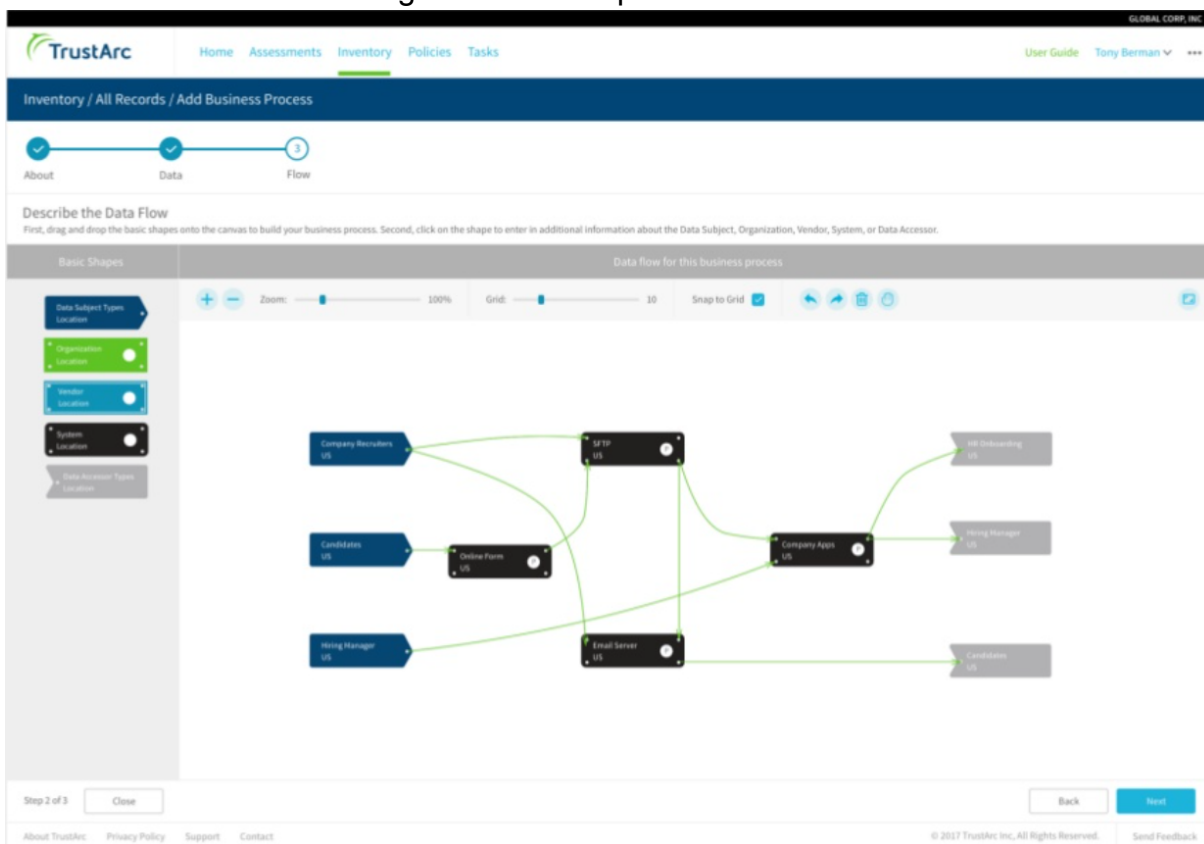 GLOBAL CORP, INC
TrustArc
Home Assessments Inventory Policies Tasks
User Guide Tony Berman
Inventory / All Records / Add Business Process
3
About Data Flow
Describe the Data Flow
First, drag and drop the basic shapes onto the canvas to build your business process. Second, click on the shape to enter in additional information about the Data Subject, Organization, Vendor, System, or Data Accessor.
Basic Shapes
Data flow for this business process
Zoom: 100% Grid: 10 Snap to Grid
Data Subject Types
Location
Organization
Location
Vendor
Location
System
Location
Data Accessor Types
Location
Company Recruiters
US
SFTP
US
P
HR Onboarding
US
Candidates
US
Online Form
US
P
Company Apps
US
P
Hiring Manager
US
Hiring Manager
US
Email Server
US
P
Candidates
US
Step 2 of 3 Close
Back Next
About TrustArc Privacy Policy Support Contact
© 2017 TrustArc Inc, All Rights Reserved. Send Feedback